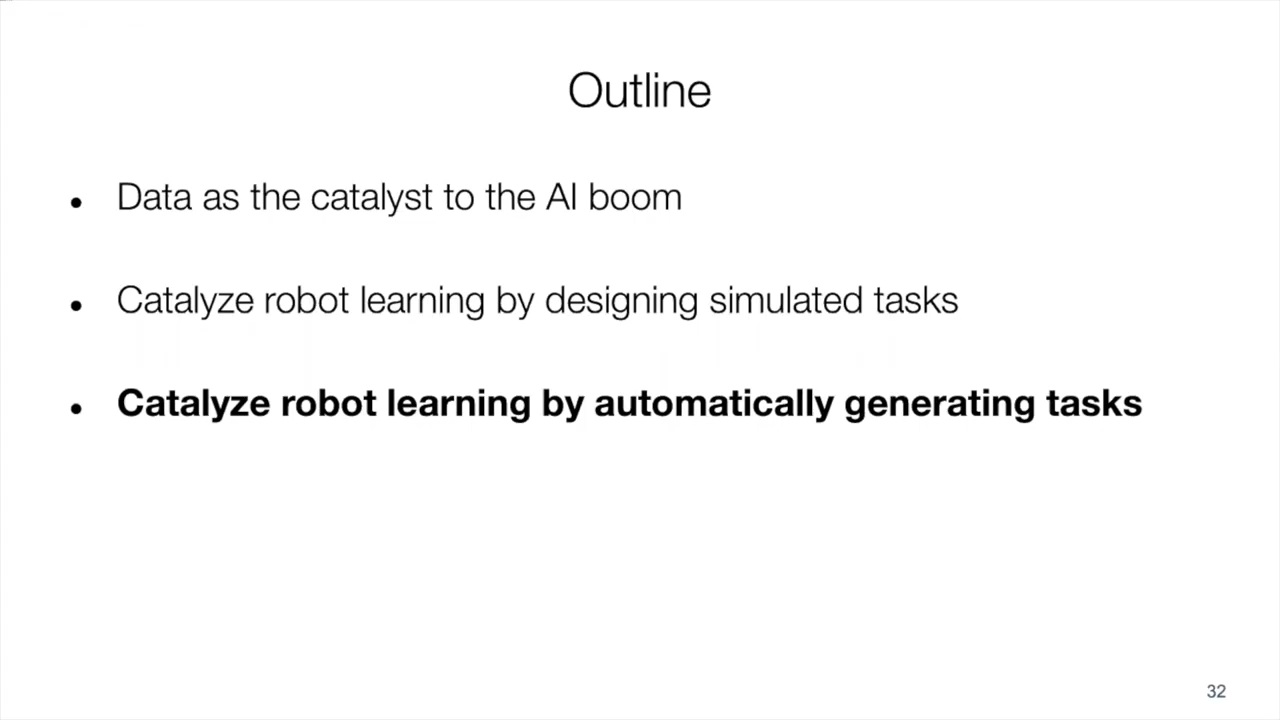 Outline
• Data as the catalyst to the AI boom
• Catalyze robot learning by designing simulated tasks
• Catalyze robot learning by automatically generating tasks
32